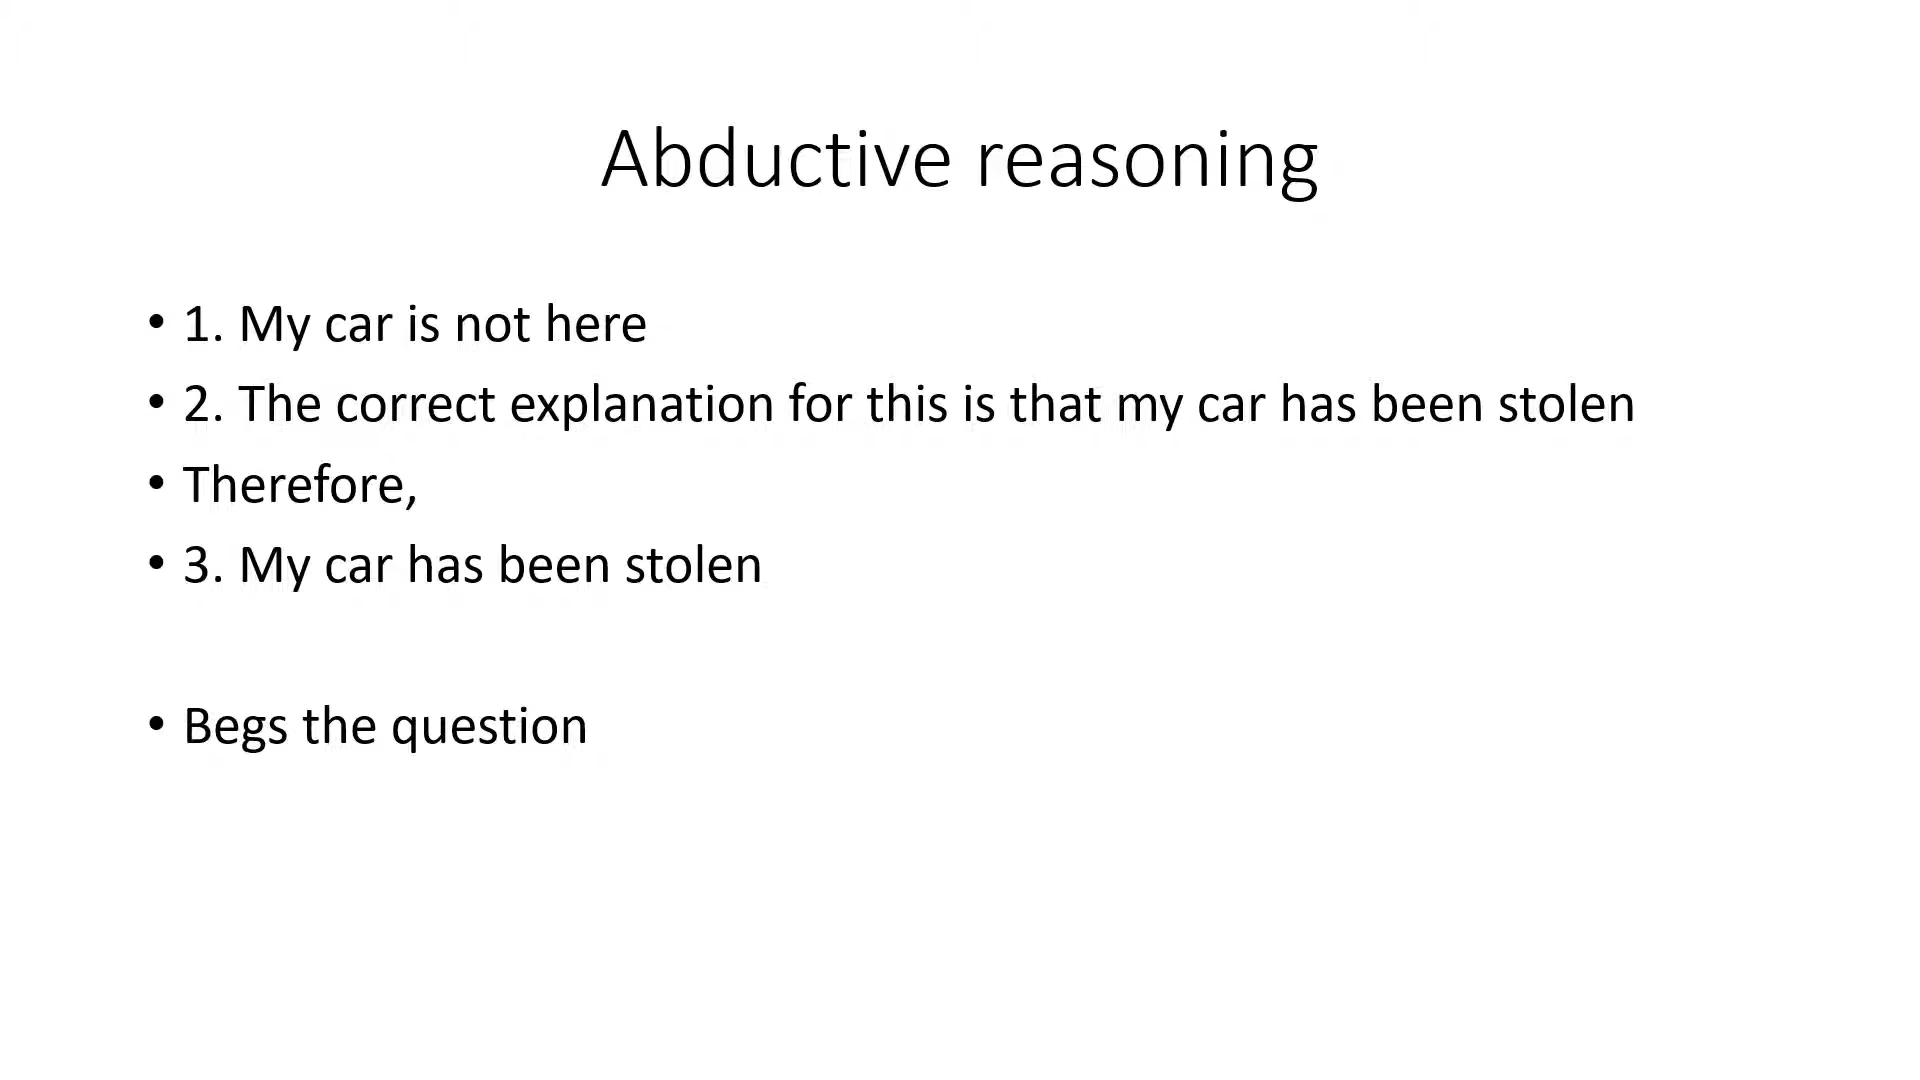 Abductive reasoning
• 1. My car is not here
• 2. The correct explanation for this is that my car has been stolen
• Therefore,
• 3. My car has been stolen
• Begs the question